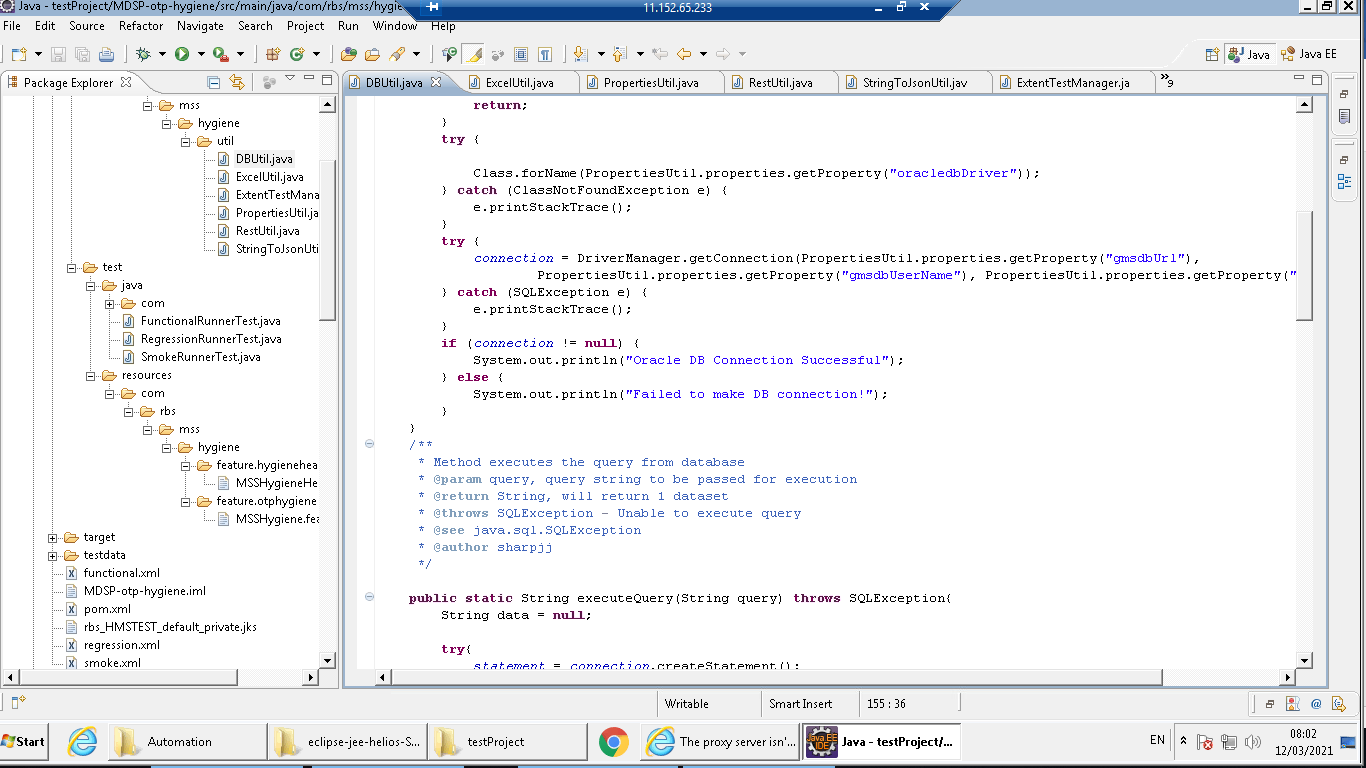 Java - testProject/MDSP-otp-hygiene/src/main/java/com/rbs/mss/hygie
11.152.65.233
File Edit Source Refactor Navigate Search Project Run Window Help
Java Java EE
Package Explorer
DBUtil.java ExcelUtil.java PropertiesUtil.java RestUtil.java StringToJsonUtil.jav ExtentTestManager.ja »9
mss
hygiene
util
DBUtil.java
ExcelUtil.java
ExtentTestMana
PropertiesUtil.ja
RestUtil.java
StringToJsonUti
test
java
com
FunctionalRunnerTest.java
RegressionRunnerTest.java
SmokeRunnerTest.java
resources
com
rbs
mss
hygiene
feature.hygienehea
MSSHygieneHe
feature.otphygiene
MSSHygiene.fea
target
testdata
functional.xml
MDSP-otp-hygiene.iml
pom.xml
rbs_HMSTEST_default_private.jks
regression.xml
smoke.xml
return;
}
try {
Class.forName(PropertiesUtil.properties.getProperty("oracledbDriver"));
} catch (ClassNotFoundException e) {
e.printStackTrace();
}
try {
connection = DriverManager.getConnection(PropertiesUtil.properties.getProperty("gmsdbUrl"),
PropertiesUtil.properties.getProperty("gmsdbUserName"), PropertiesUtil.properties.getProperty("
} catch (SQLException e) {
e.printStackTrace();
}
if (connection != null) {
System.out.println("Oracle DB Connection Successful");
} else {
System.out.println("Failed to make DB connection!");
}
}
/**
* Method executes the query from database
* @param query, query string to be passed for execution
* @return String, will return 1 dataset
* @throws SQLException - Unable to execute query
* @see java.sql.SQLException
* @author sharpjj
*/
public static String executeQuery(String query) throws SQLException{
String data = null;
try{
statement = connection.createStatement();
Writable Smart Insert 155 : 36
Start Automation eclipse-jee-helios-S... testProject The proxy server isn'... Java - testProject/... EN 08:02
12/03/2021